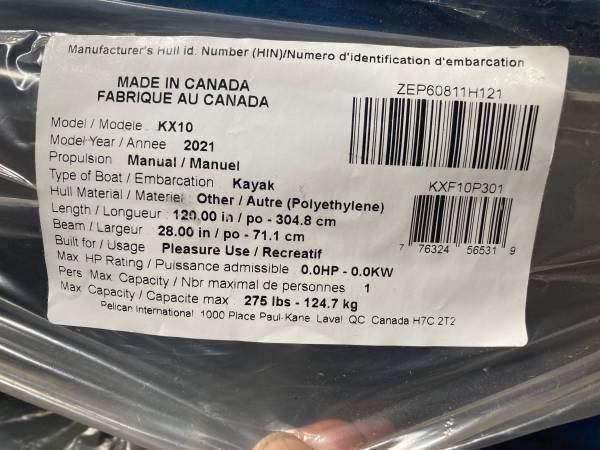 Manufacturer's Hull id. Number (HIN)/Numero d'identification d'embarcation
MADE IN CANADA
FABRIQUE AU CANADA
ZEP60811H121
Model / Modele KX10
Model Year / Annee 2021
Propulsion Manual / Manuel
Type of Boat / Embarcation Kayak
Hull Material / Materiel Other / Autre (Polyethylene)
Length / Longueur 120.00 in / po - 304.8 cm
Beam / Largeur 28.00 in / po - 71.1 cm
Built for / Usage Pleasure Use / Recreatif
Max. HP Rating / Puissance admissible 0.0HP - 0.0KW
Pers Max. Capacity / Nbr maximal de personnes 1
Max Capacity / Capacite max 275 lbs - 124.7 kg
Pelican International, 1000 Place Paul-Kane Laval QC Canada H7C 2T2
KXF10P301
7 76324 56531 9